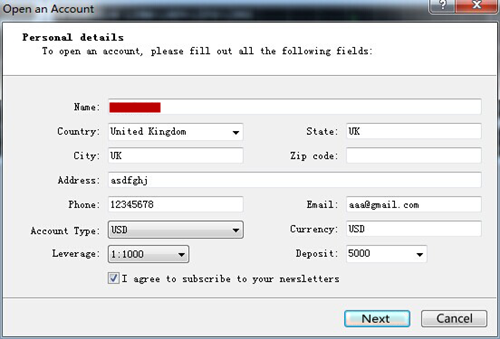 Open an Account
Personal details
To open an account, please fill out all the following fields:
Name:
Country: United Kingdom State: UK
City: UK Zip code:
Address: asdfghj
Phone: 12345678 Email: aaa@gmail.com
Account Type: USD Currency: USD
Leverage: 1:1000 Deposit: 5000
I agree to subscribe to your newsletters
Next Cancel